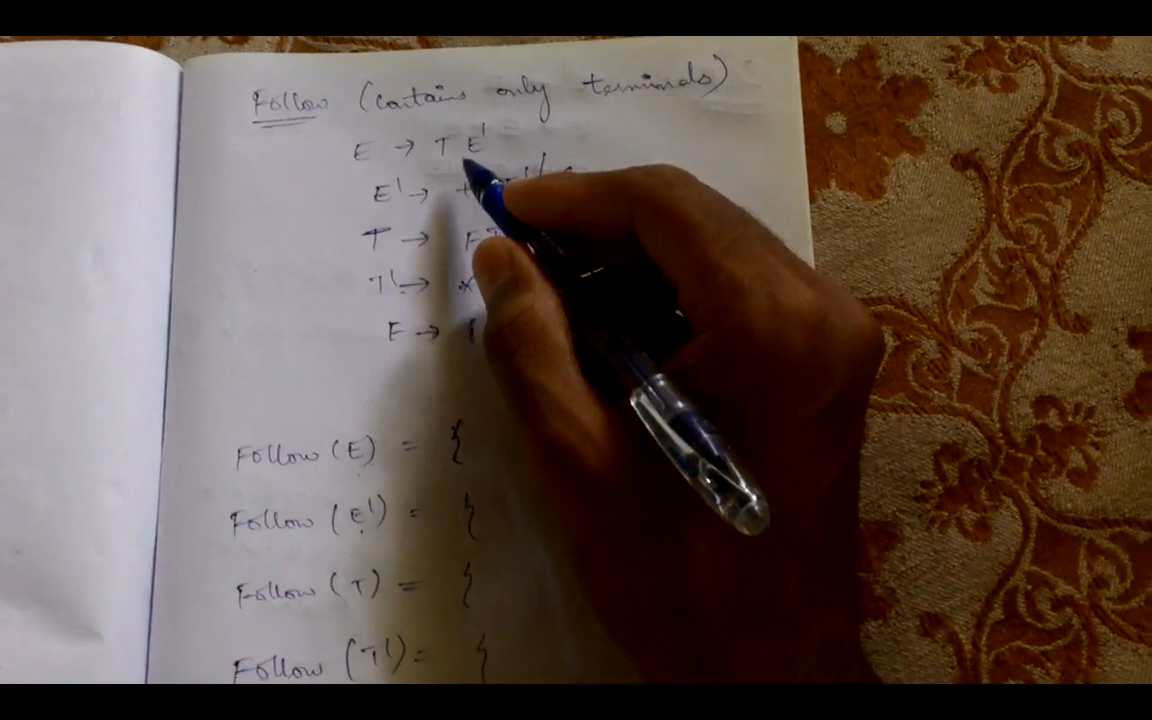 Follow (contains only terminals)
E → T E'
E' → +
T → F T
T' → *
F → (
Follow (E) = {
Follow (E') = {
Follow (T) = {
Follow (T') = {